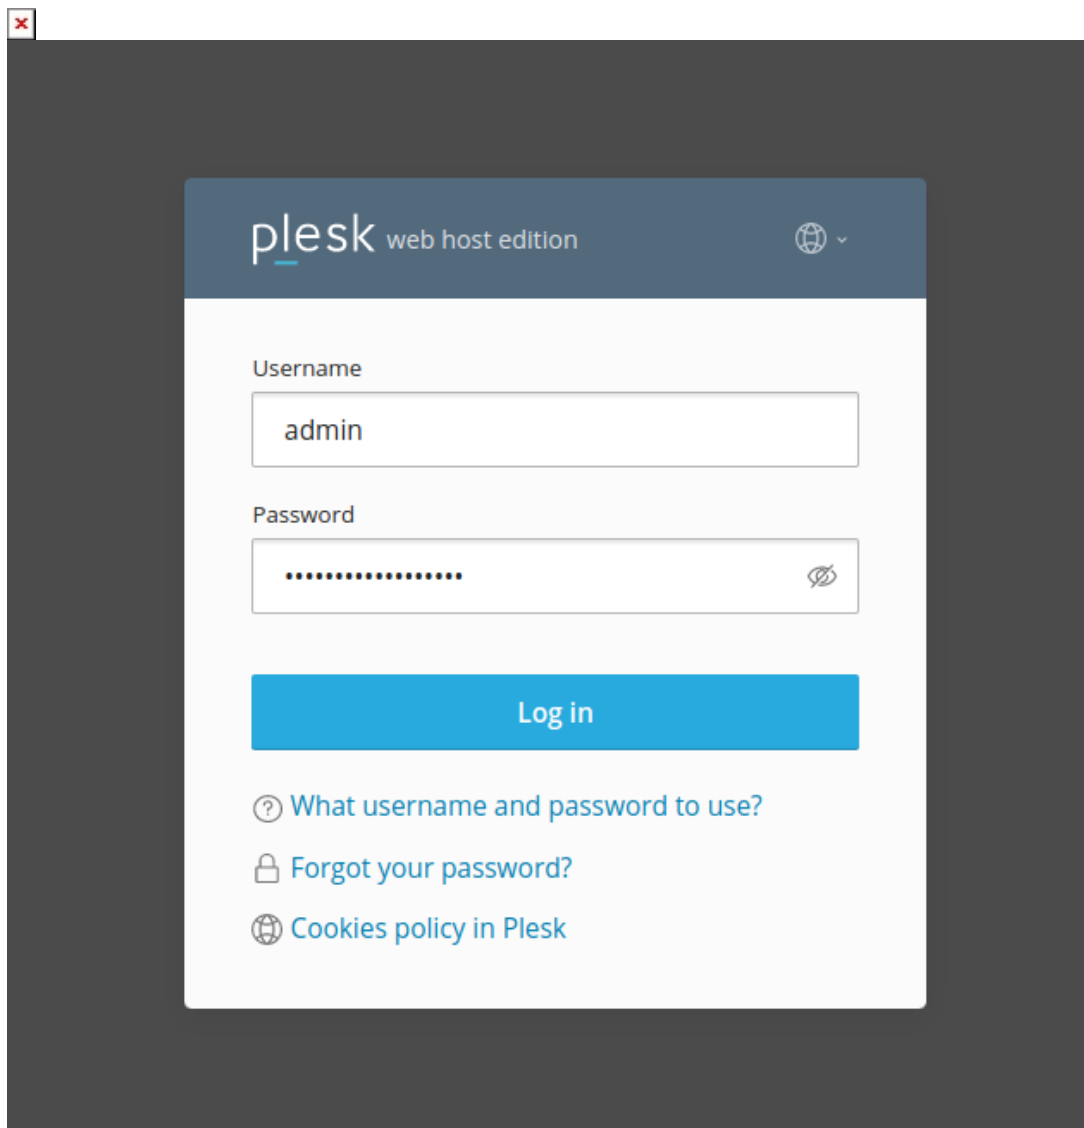 plesk web host edition
Username
admin
Password
••••••••••••••••••
Log in
What username and password to use?
Forgot your password?
Cookies policy in Plesk